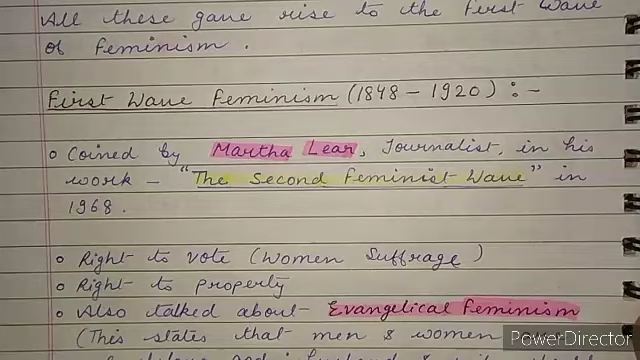 All these gave rise to the first wave
of feminism.
First Wave Feminism (1848 - 1920) : -
o Coined by Martha Lear, Journalist, in his
work - "The Second Feminist Wave" in
1968.
o Right to vote (Women Suffrage)
o Right to property
o Also talked about - Evangelical Feminism
(This states that men & women
PowerDirector